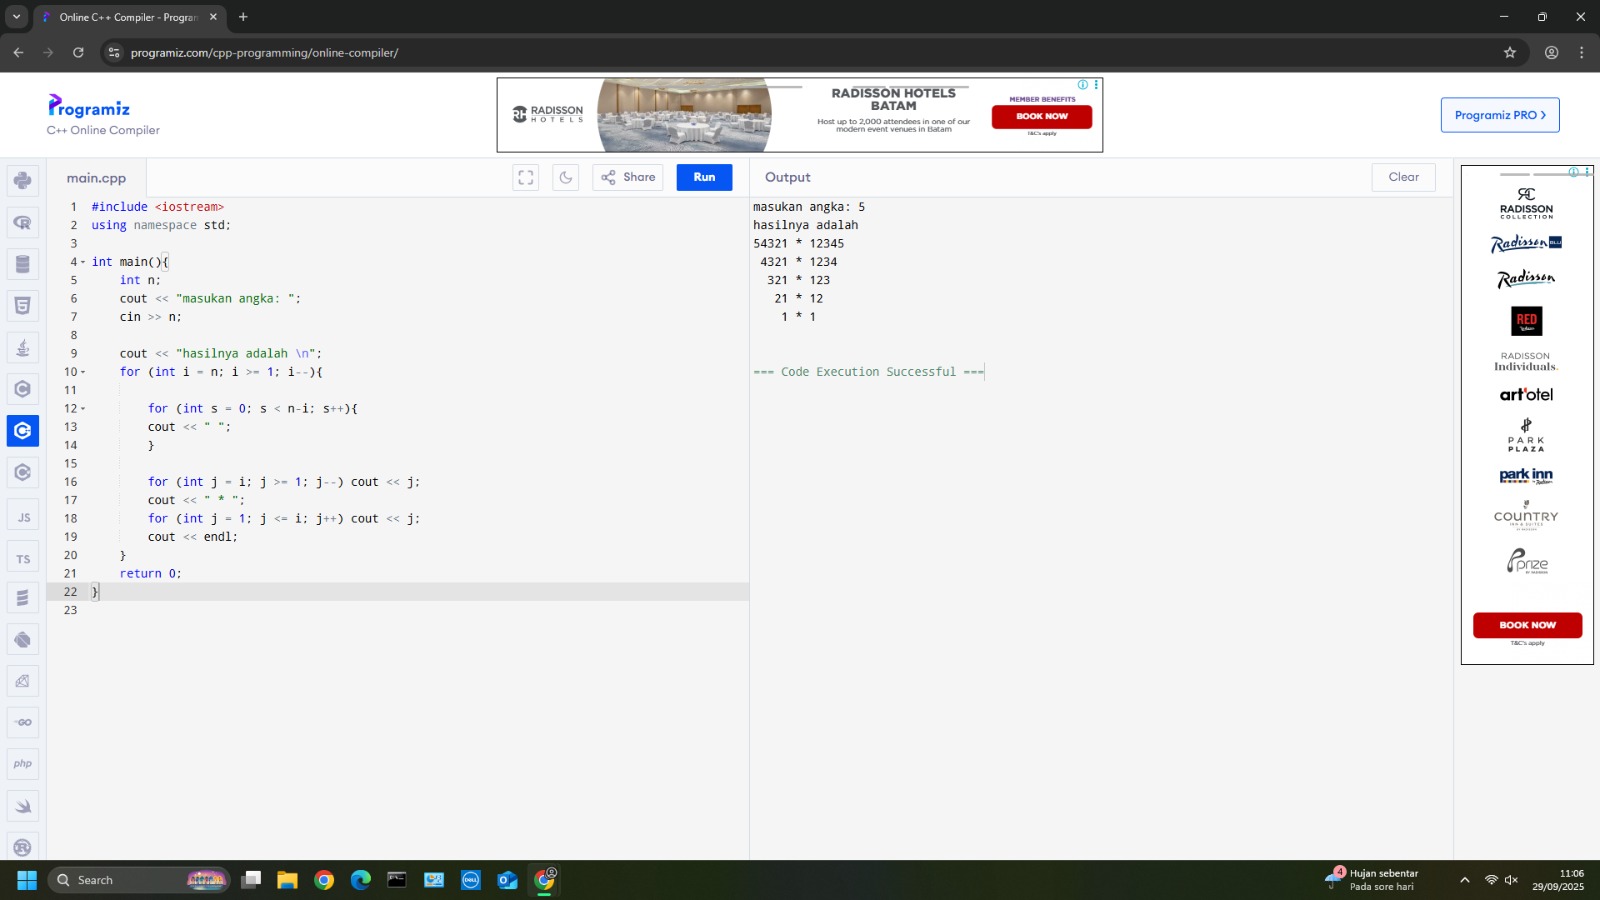 Online C++ Compiler - Program
programiz.com/cpp-programming/online-compiler/
Programiz
C++ Online Compiler
RADISSON
HOTELS
RADISSON HOTELS
BATAM
Host up to 2,000 attendees in one of our
modern event venues in Batam
MEMBER BENEFITS
BOOK NOW
T&C's apply
Programiz PRO
main.cpp
Share
Run
Output
Clear
1 #include <iostream>
2 using namespace std;
3
4 int main(){
5 int n;
6 cout << "masukan angka: ";
7 cin >> n;
8
9 cout << "hasilnya adalah \n";
10 for (int i = n; i >= 1; i--){
11
12 for (int s = 0; s < n-i; s++){
13 cout << " ";
14 }
15
16 for (int j = i; j >= 1; j--) cout << j;
17 cout << " * ";
18 for (int j = 1; j <= i; j++) cout << j;
19 cout << endl;
20 }
21 return 0;
22 }
23
masukan angka: 5
hasilnya adalah
54321 * 12345
4321 * 1234
321 * 123
21 * 12
1 * 1
=== Code Execution Successful ===
RADISSON
COLLECTION
Radisson BLU
Radisson
RED
RADISSON
Individuals
art'otel
PARK
PLAZA
park inn
COUNTRY
prize
BOOK NOW
T&C's apply
JS
TS
GO
php
Search
DELL
4
Hujan sebentar
Pada sore hari
11:06
29/09/2025